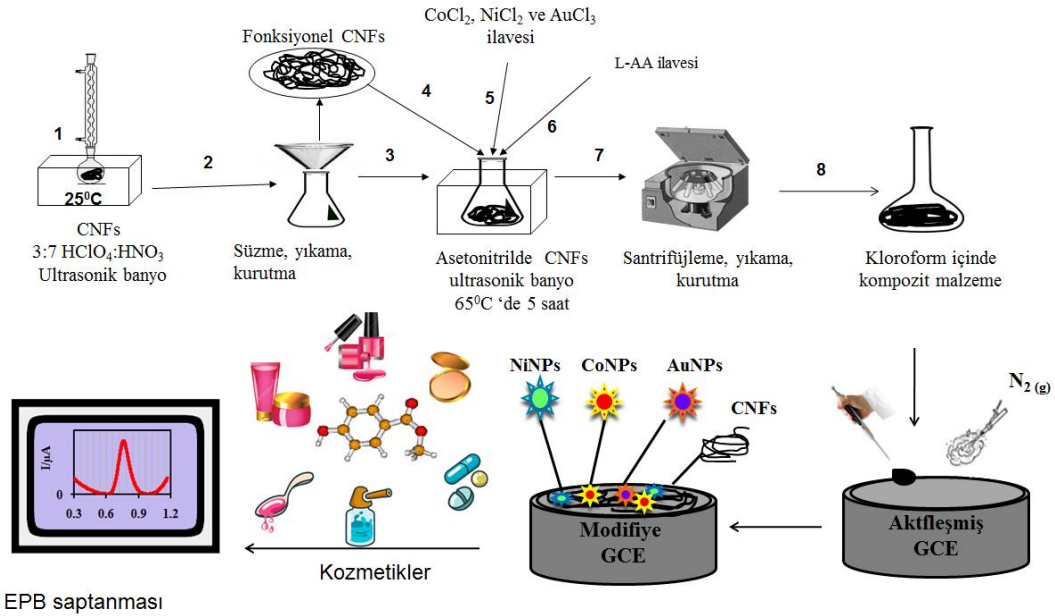 CoCl₂, NiCl₂ ve AuCl₃
ilavesi
Fonksiyonel CNFs
L-AA ilavesi
1
2
3
4
5
6
7
8
25⁰C
CNFs
3:7 HClO₄:HNO₃
Ultrasonik banyo
Süzme, yıkama,
kurutma
Asetonitrilde CNFs
ultrasonik banyo
65⁰C ‘de 5 saat
Santrifüjleme, yıkama,
kurutma
Kloroform içinde
kompozit malzeme
N₂ (g)
Aktfleşmiş
GCE
NiNPs
CoNPs
AuNPs
CNFs
Modifiye
GCE
Kozmetikler
I/µA
0
0.3 0.6 0.9 1.2
EPB saptanması